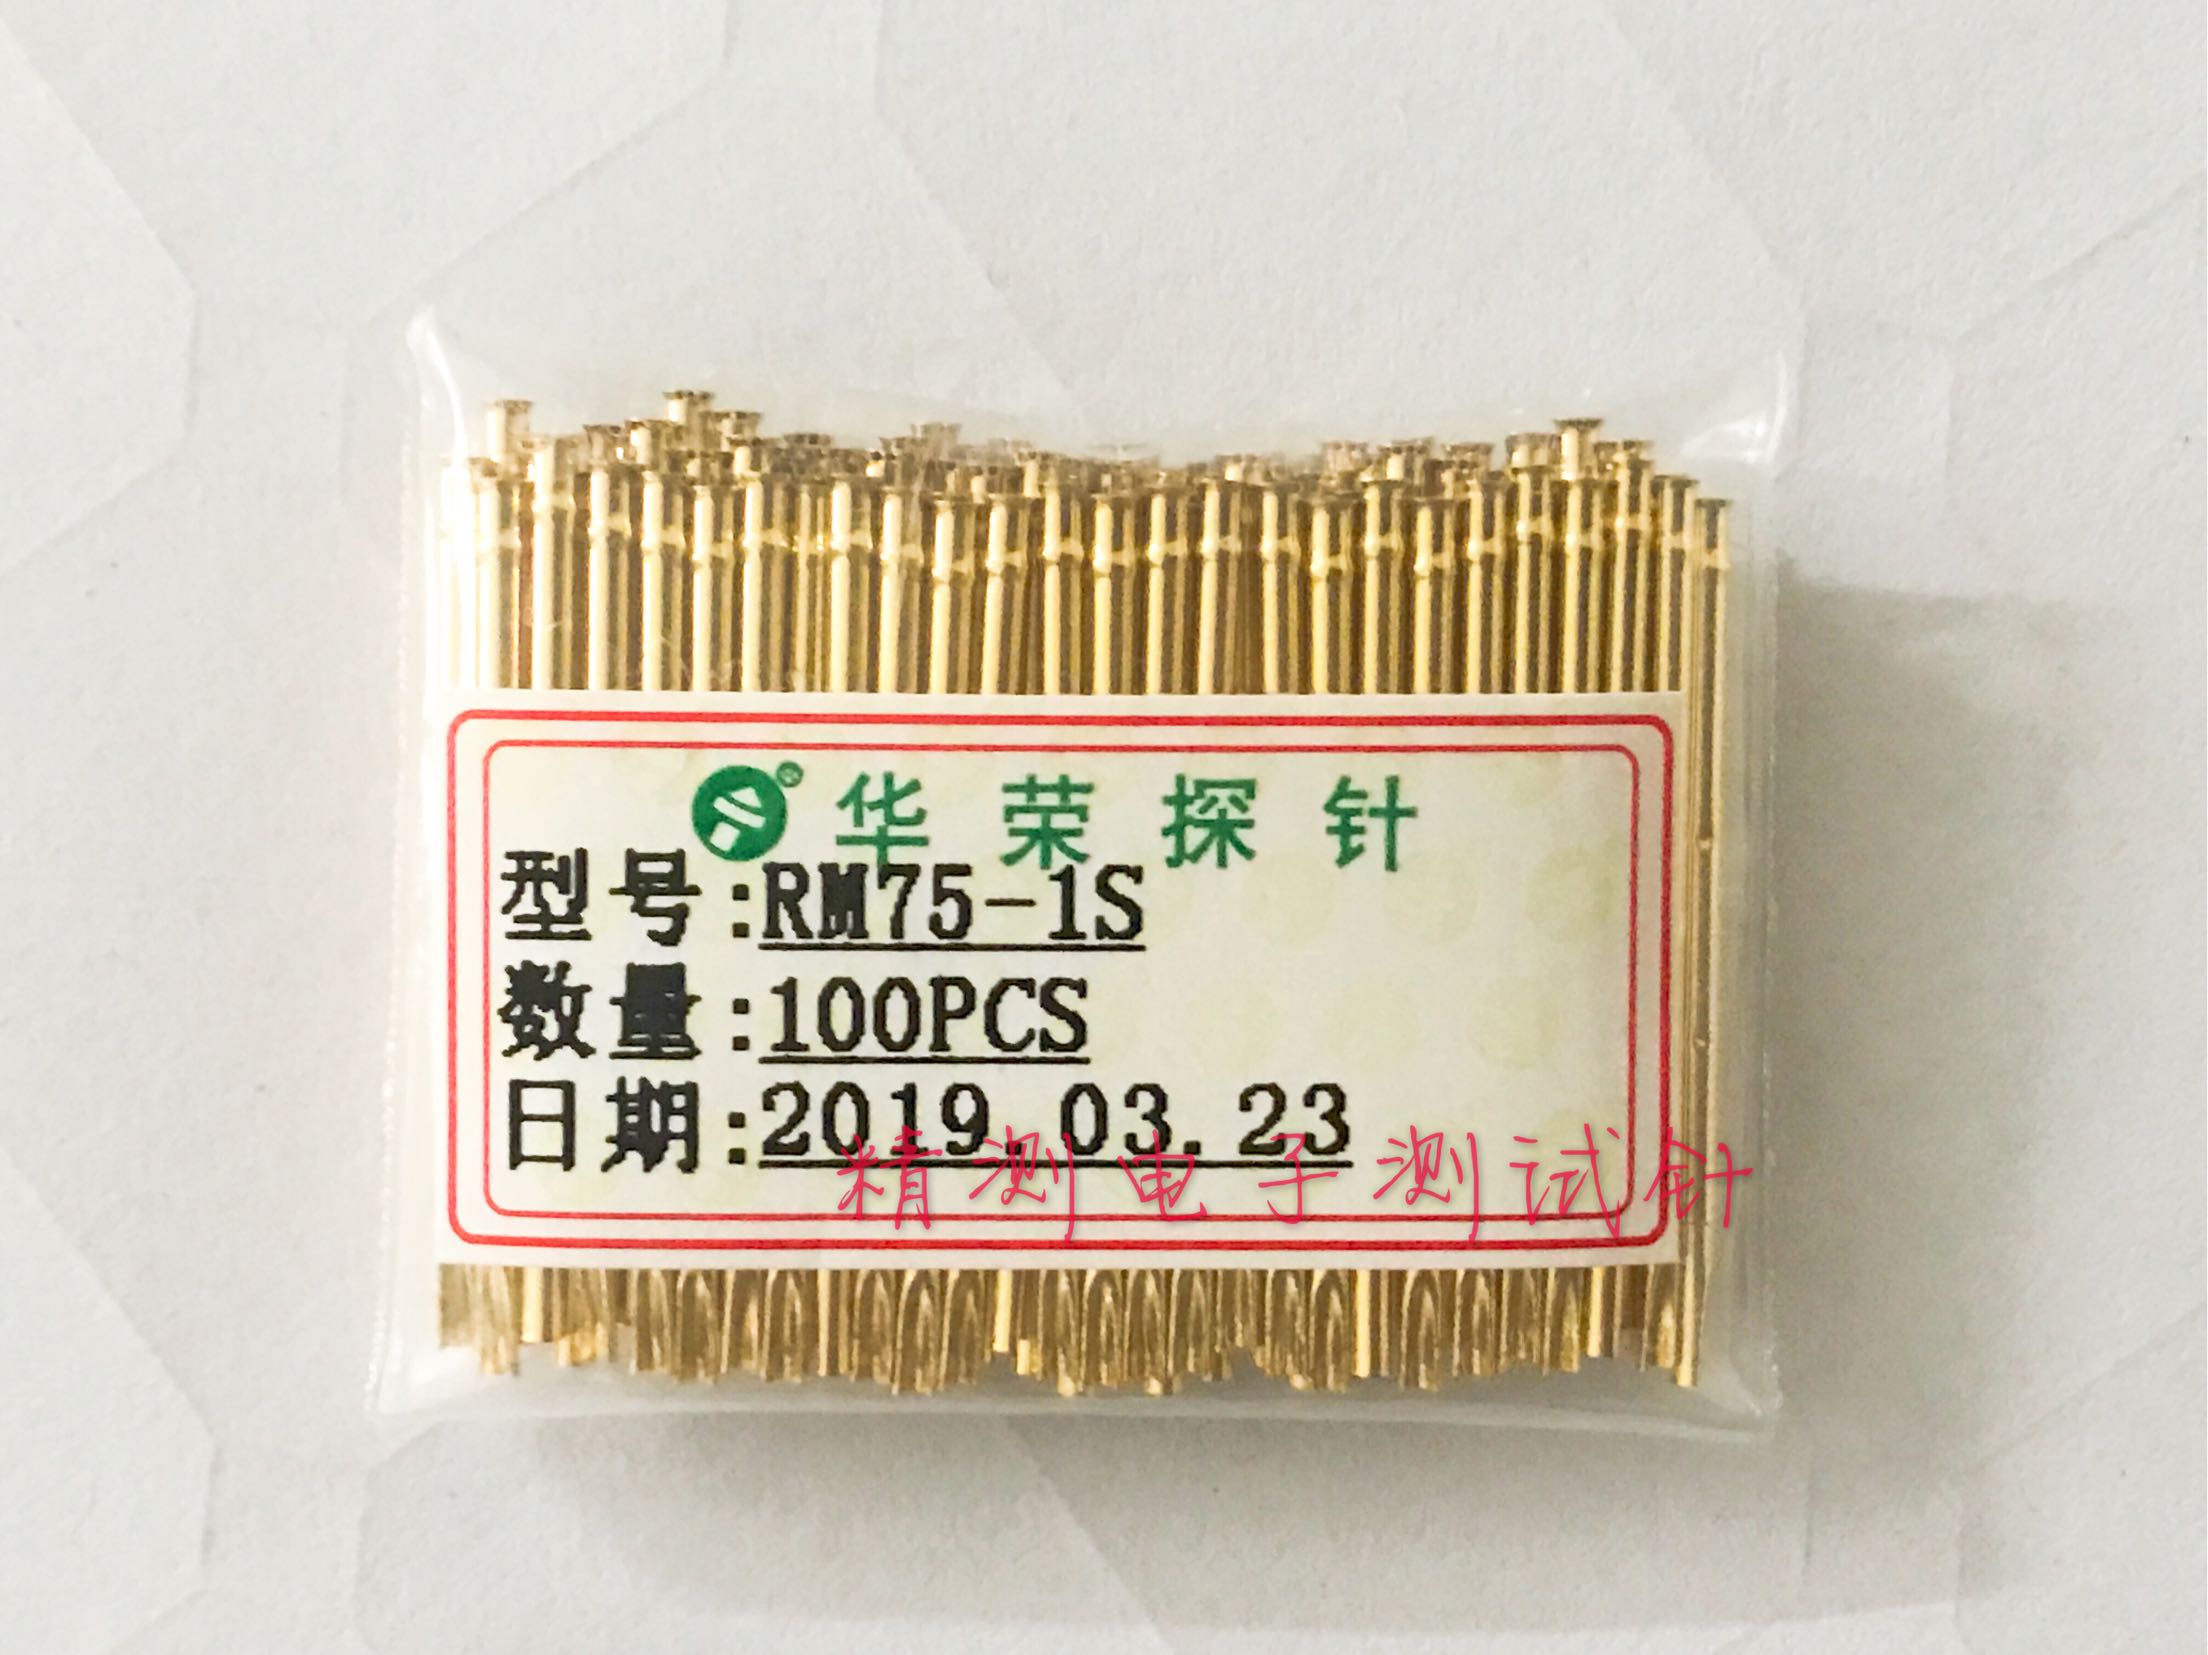 ® 华荣探针
型号:RM75-1S
数量:100PCS
日期:2019.03.23
精测电子测试针